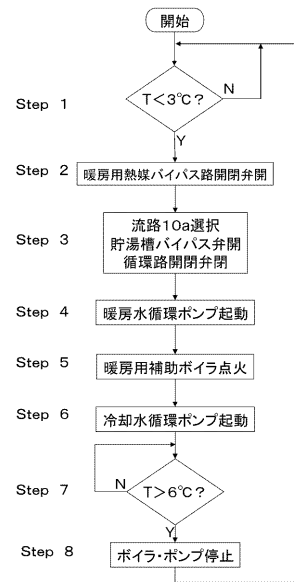 開始
Step 1
T<3℃?
N
Y
Step 2
暖房用熱媒バイパス路開閉弁開
Step 3
流路10a選択
貯湯槽バイパス弁開
循環路開閉弁閉
Step 4
暖房水循環ポンプ起動
Step 5
暖房用補助ボイラ点火
Step 6
冷却水循環ポンプ起動
Step 7
N
T>6℃?
Y
Step 8
ボイラ・ポンプ停止